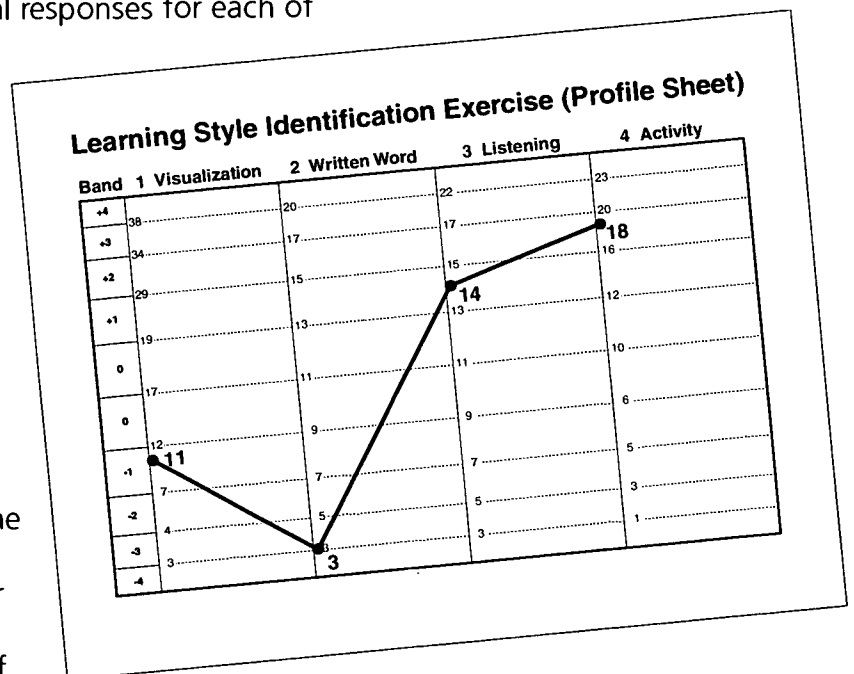 al responses for each of
Learning Style Identification Exercise (Profile Sheet)
Band 1 Visualization 2 Written Word 3 Listening 4 Activity
+4
38 20 22 23
+3
34 17 17 20
18
+2
29 15 15 16
14
+1
19 13 13 12
0
17 11 11 10
0
12 9 9 6
11
-1
7 7 7 5
-2
4 5 5 3
-3
3 3 3 1
3
-4
ne
f